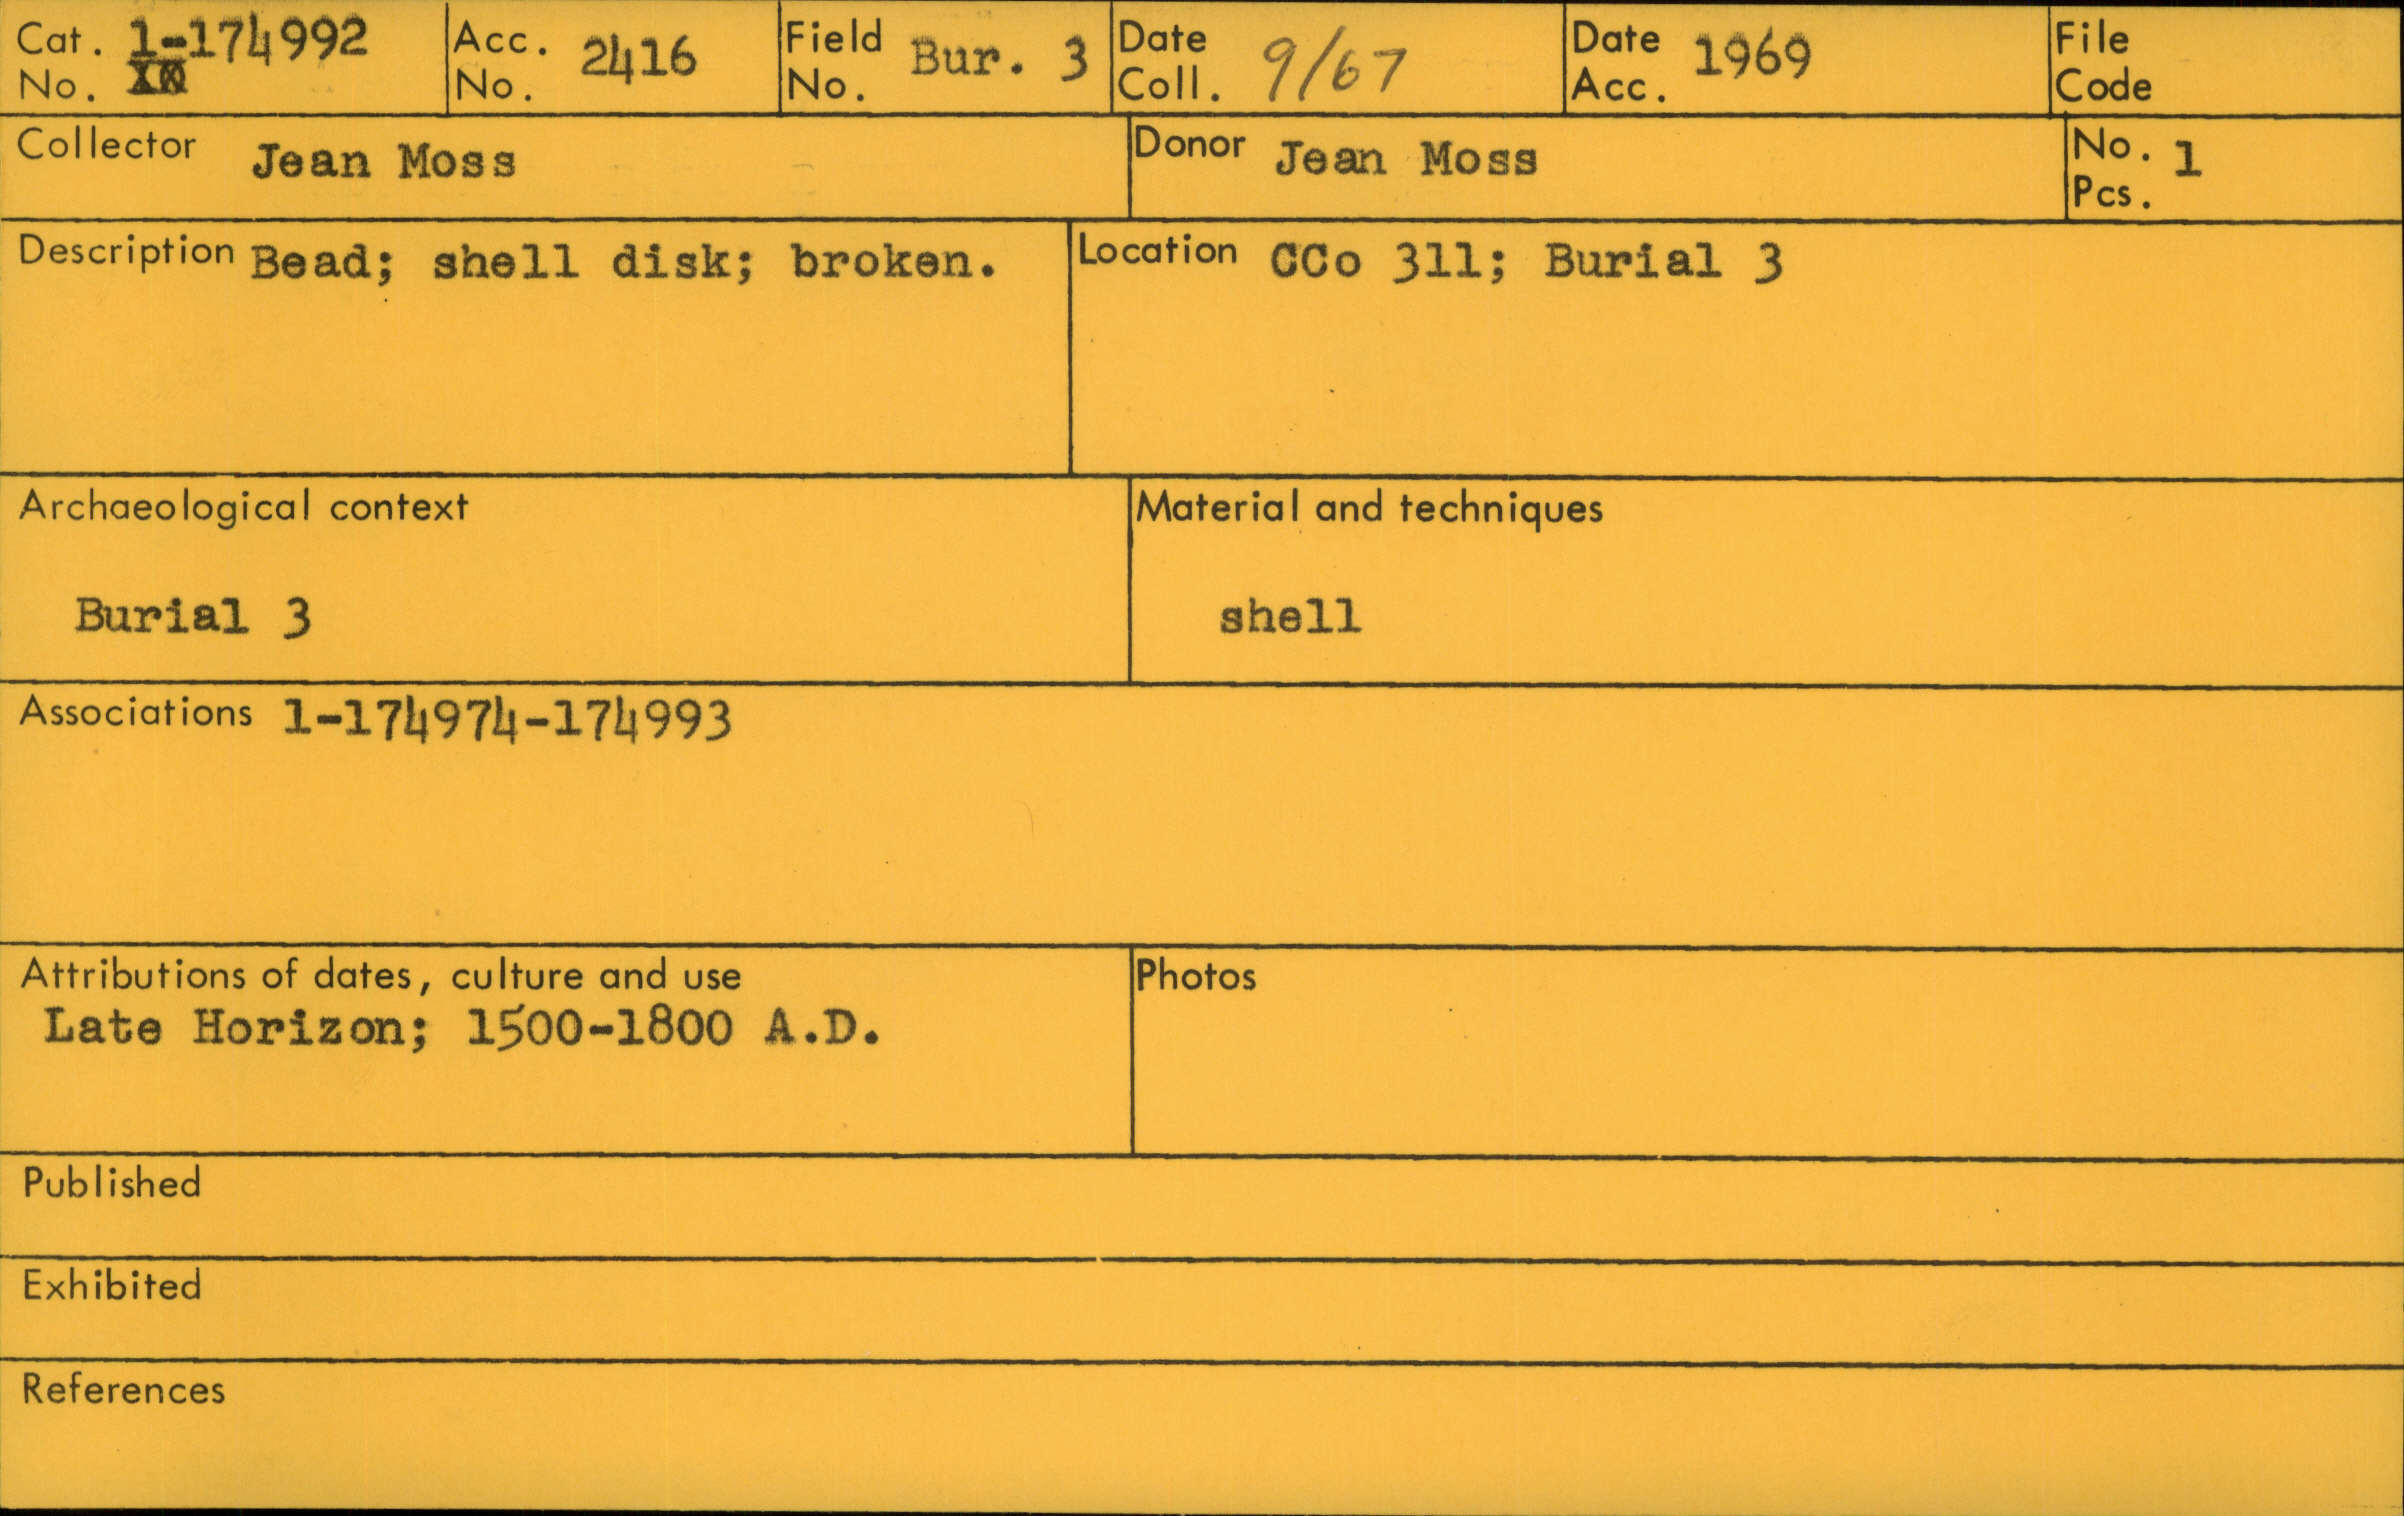 Cat. No. 1-174992
Acc. No. 2416
Field No. Bur. 3
Date Coll. 9/67
Date Acc. 1969
File Code
Collector Jean Moss
Donor Jean Moss
No. Pcs. 1
Description Bead; shell disk; broken.
Location CCo 311; Burial 3
Archaeological context
Burial 3
Material and techniques
shell
Associations 1-174974-174993
Attributions of dates, culture and use
Late Horizon; 1500-1800 A.D.
Photos
Published
Exhibited
References